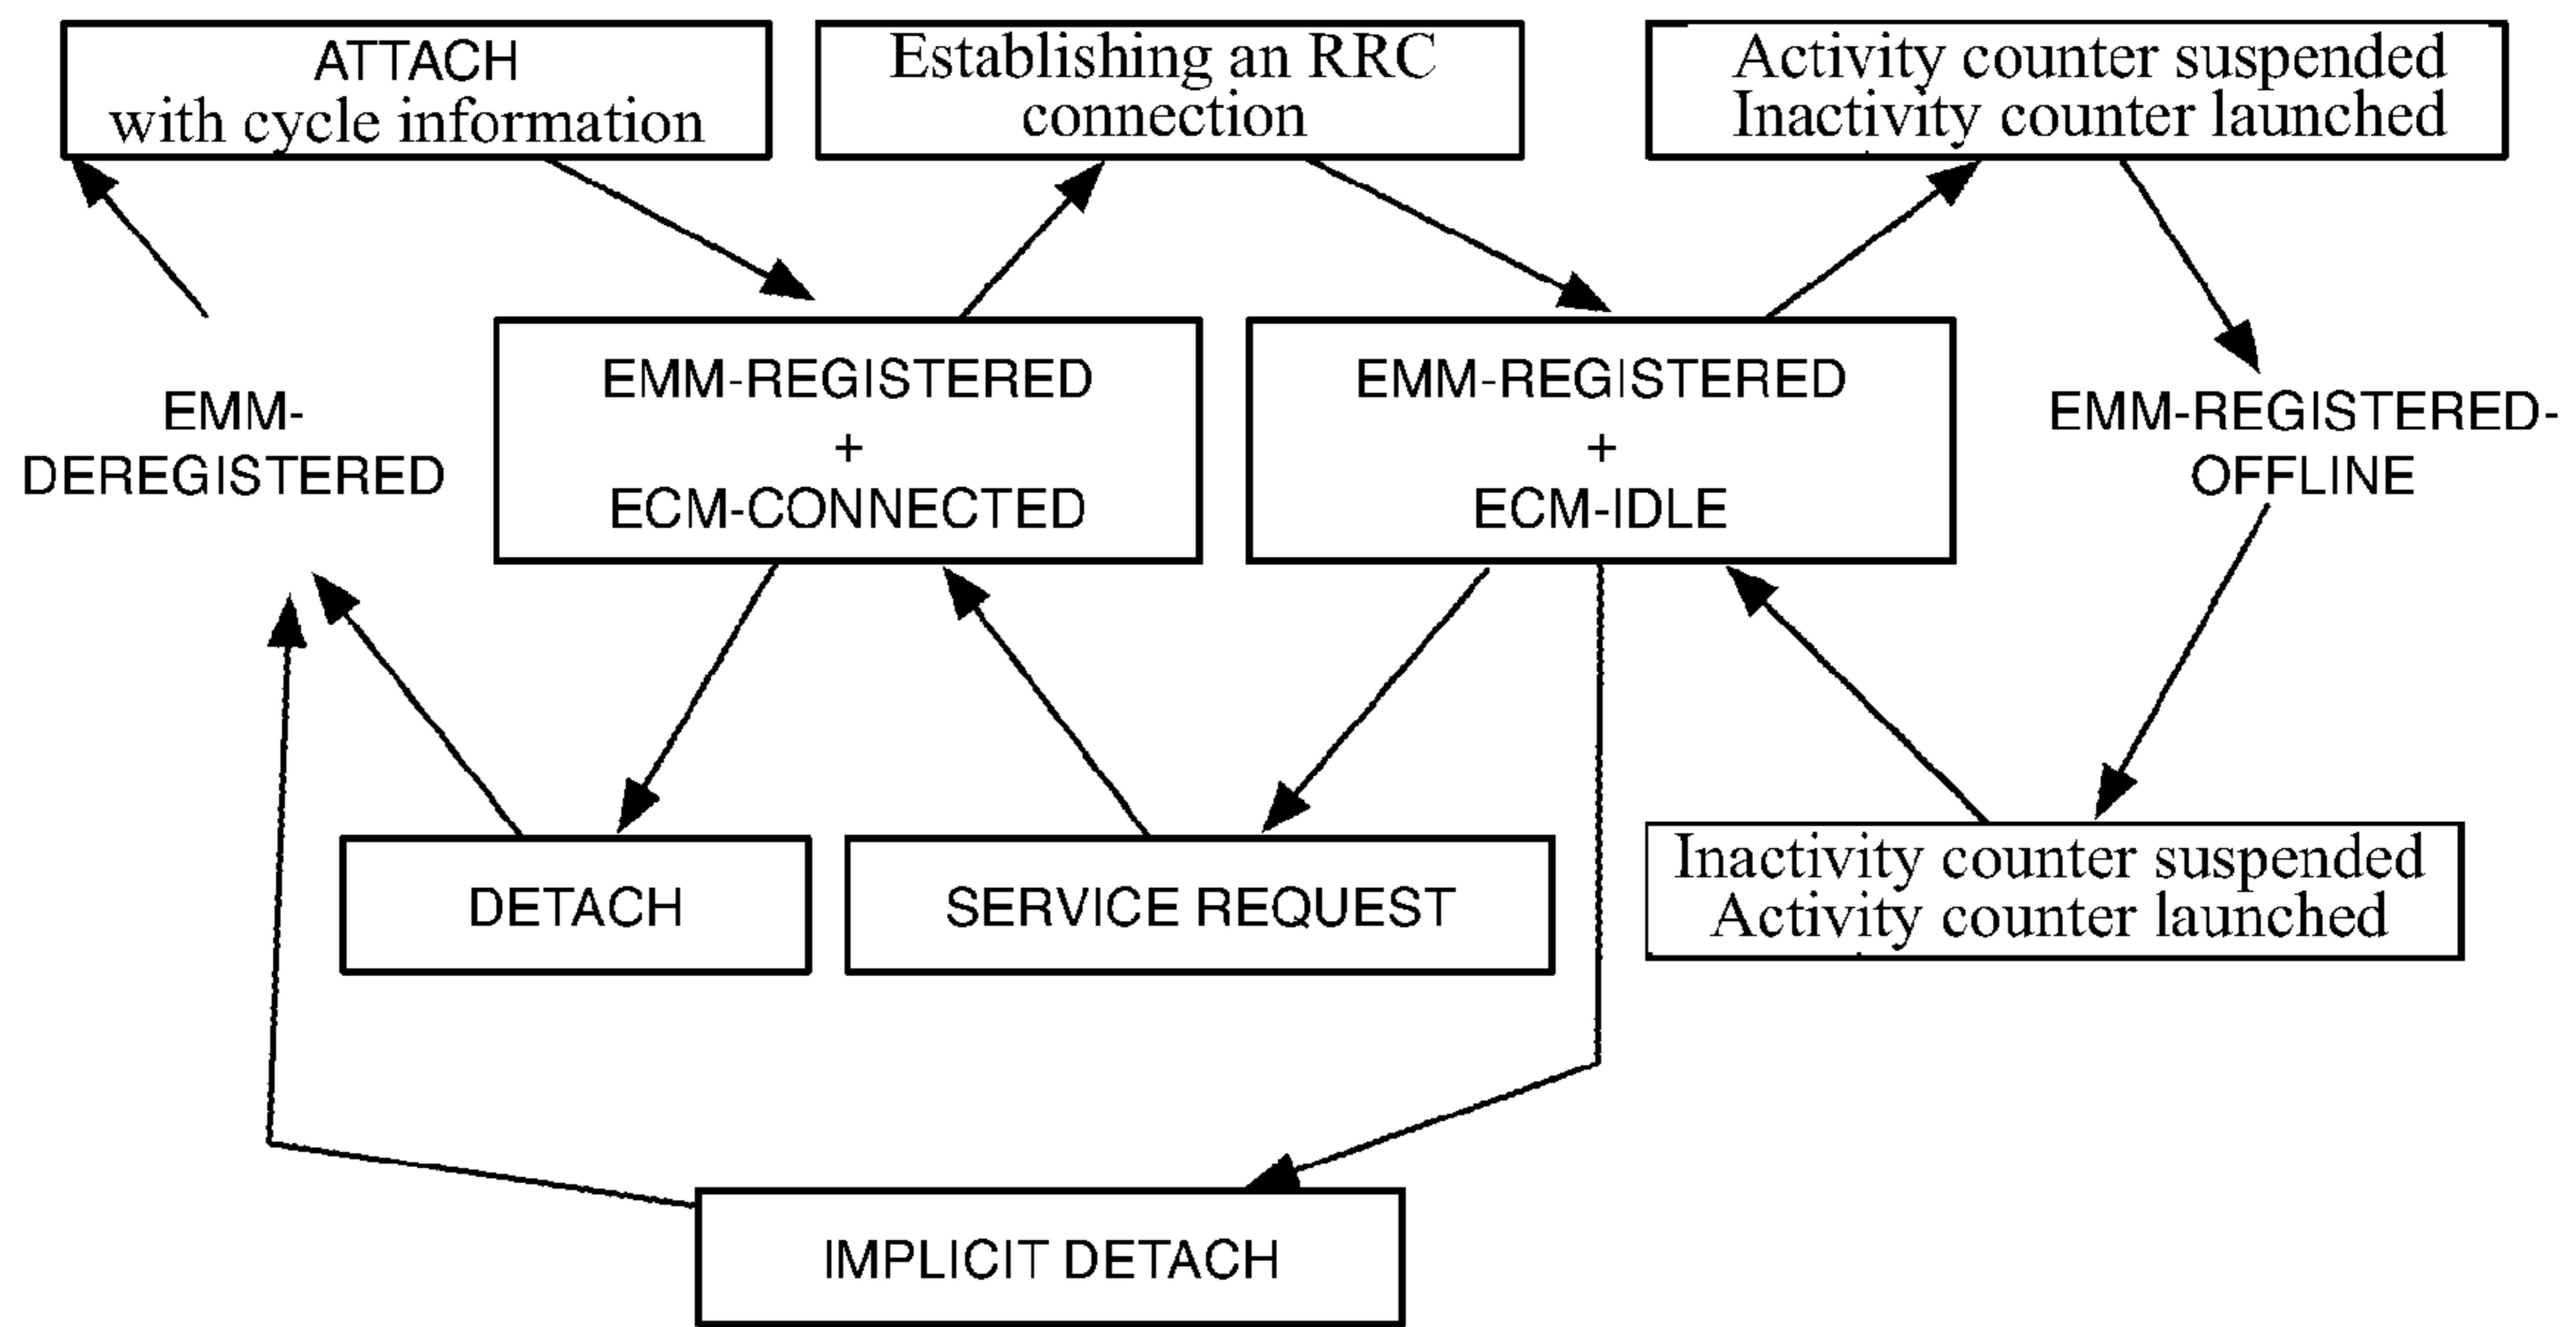 ATTACH
with cycle information
Establishing an RRC
connection
Activity counter suspended
Inactivity counter launched
EMM-
DEREGISTERED
EMM-REGISTERED
+
ECM-CONNECTED
EMM-REGISTERED
+
ECM-IDLE
EMM-REGISTERED-
OFFLINE
DETACH
SERVICE REQUEST
Inactivity counter suspended
Activity counter launched
IMPLICIT DETACH